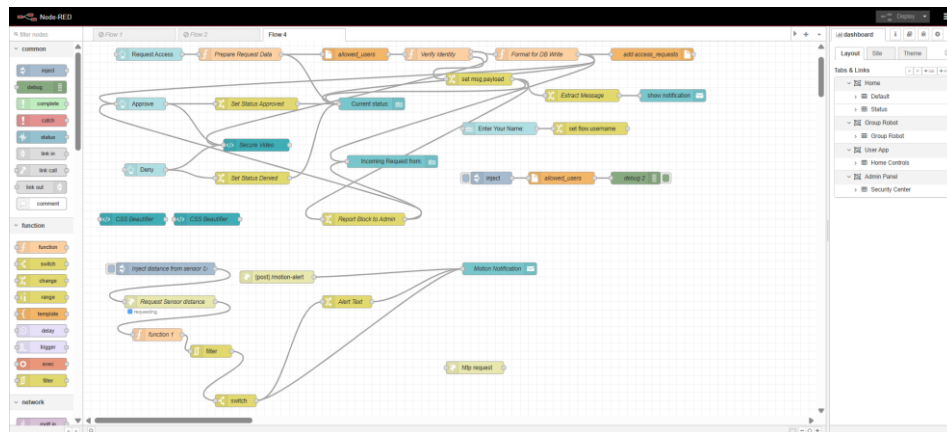 Node-RED
Deploy
filter nodes
Flow 1
Flow 2
Flow 4
dashboard
common
inject
debug
complete
catch
status
link in
link call
link out
comment
function
function
switch
change
range
template
delay
trigger
exec
filter
network
Request Access
Prepare Request Data
allowed_users
Verify Identity
Format for DB Write
add access_requests
set msg.payload
Approve
Set Status Approved
Current status:
Extract Message
show notification
Enter Your Name:
set flow.username
Secure Video
Incoming Request from:
Deny
Set Status Denied
inject
allowed_users
debug 2
CSS Beautifier
CSS Beautifier
Report Block to Admin
Inject distance from sensor
[post] /motion-alert
Motion Notification
Request Sensor distance
requesting
Alert Text
function 1
filter
http request
switch
Layout
Site
Theme
Tabs & Links
Home
Default
Status
Group Robot
Group Robot
User App
Home Controls
Admin Panel
Security Center